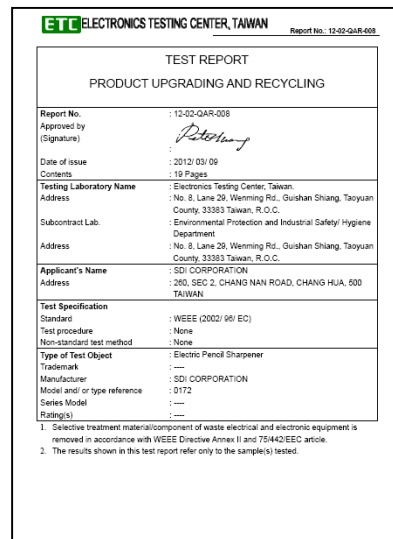 ETC ELECTRONICS TESTING CENTER, TAIWAN
Report No.: 12-02-QAR-008
TEST REPORT
PRODUCT UPGRADING AND RECYCLING
Report No. : 12-02-QAR-008
Approved by
(Signature) :
Date of issue : 2012/ 03/ 09
Contents : 19 Pages
Testing Laboratory Name : Electronics Testing Center, Taiwan.
Address : No. 8, Lane 29, Wenming Rd., Guishan Shiang, Taoyuan
County, 33383 Taiwan, R.O.C.
Subcontract Lab. : Environmental Protection and Industrial Safety/ Hygiene
Department
Address : No. 8, Lane 29, Wenming Rd., Guishan Shiang, Taoyuan
County, 33383 Taiwan, R.O.C.
Applicant's Name : SDI CORPORATION
Address : 260, SEC 2, CHANG NAN ROAD, CHANG HUA, 500
TAIWAN
Test Specification
Standard : WEEE (2002/ 96/ EC)
Test procedure : None
Non-standard test method : None
Type of Test Object : Electric Pencil Sharpener
Trademark : ----
Manufacturer : SDI CORPORATION
Model and/ or type reference : 0172
Series Model : ----
Rating(s) : ----
1. Selective treatment material/component of waste electrical and electronic equipment is
removed in accordance with WEEE Directive Annex II and 75/442/EEC article.
2. The results shown in this test report refer only to the sample(s) tested.